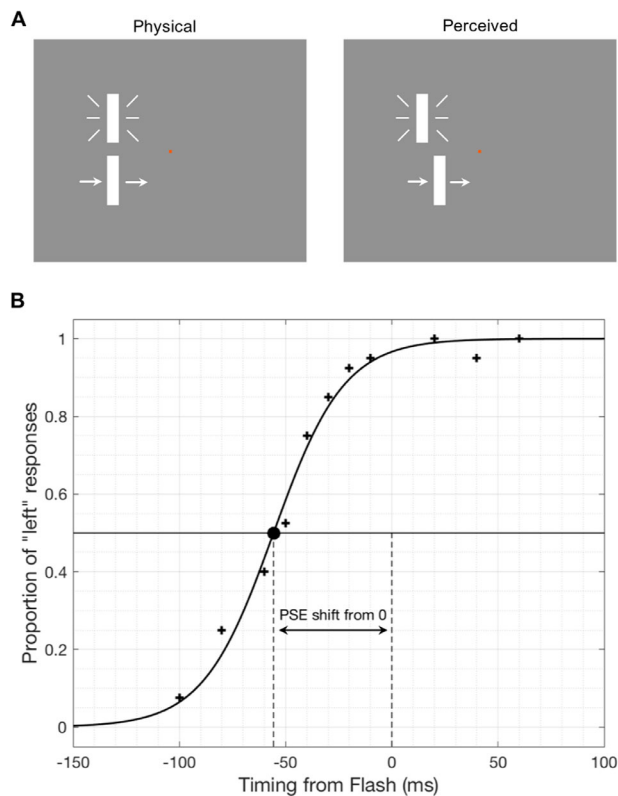 A
Physical
Perceived
B
Proportion of "left" responses
1
0.8
0.6
0.4
0.2
0
PSE shift from 0
-150
-100
-50
0
50
100
Timing from Flash (ms)